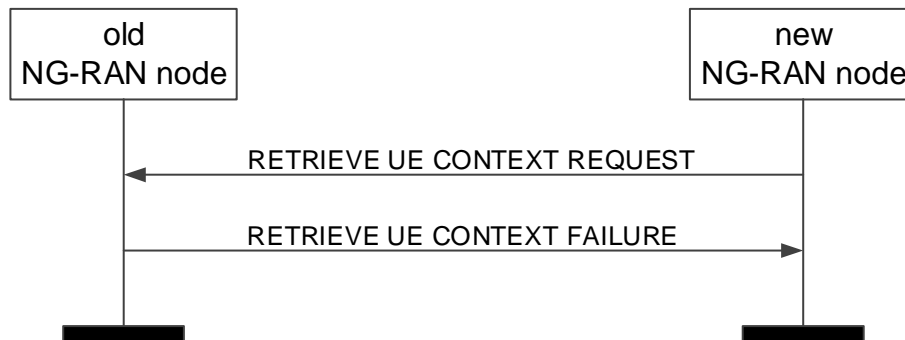 old
NG-RAN node
new
NG-RAN node
RETRIEVE UE CONTEXT REQUEST
RETRIEVE UE CONTEXT FAILURE